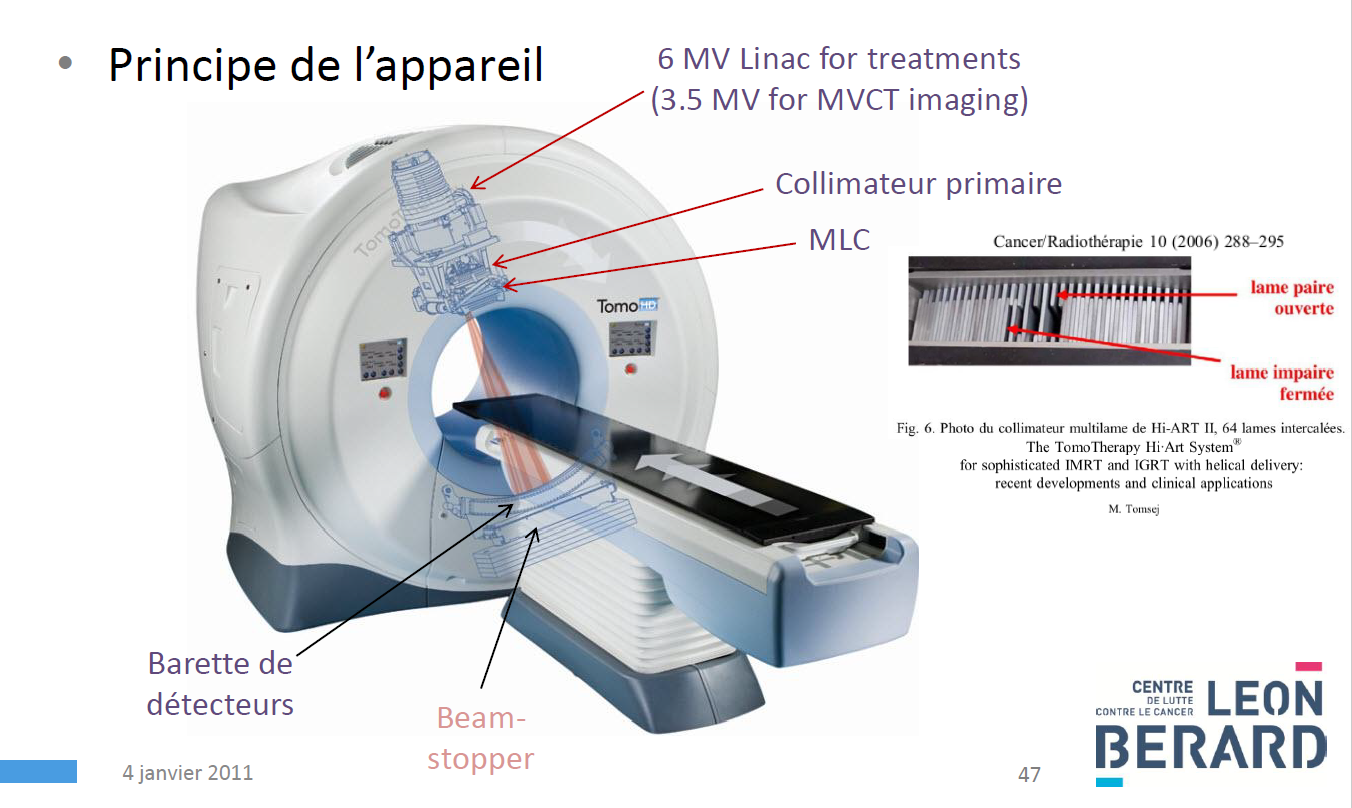 • Principe de l’appareil
6 MV Linac for treatments
(3.5 MV for MVCT imaging)
Collimateur primaire
MLC
Cancer/Radiothérapie 10 (2006) 288–295
lame paire
ouverte
lame impaire
fermée
Fig. 6. Photo du collimateur multilame de Hi-ART II, 64 lames intercalées.
The TomoTherapy Hi·Art System®
for sophisticated IMRT and IGRT with helical delivery:
recent developments and clinical applications
M. Tomsej
TomoHD
Barette de
détecteurs
Beam-
stopper
4 janvier 2011
47
CENTRE
DE LUTTE
CONTRE LE CANCER
LEON
BERARD